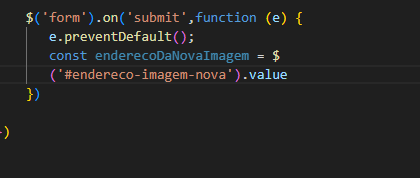 $('form').on('submit',function (e) {
e.preventDefault();
const enderecoDaNovaImagem = $
('#endereco-imagem-nova').value
})
)